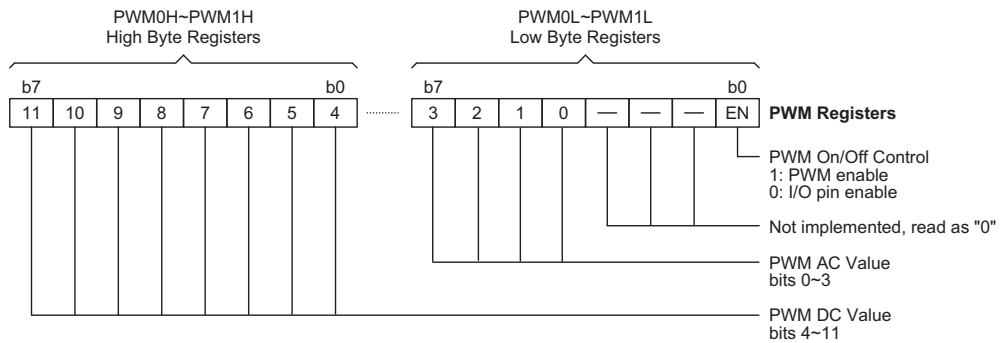 PWM0H~PWM1H
High Byte Registers
PWM0L~PWM1L
Low Byte Registers
b7 b0 b7 b0
11 10 9 8 7 6 5 4 3 2 1 0 — — — EN PWM Registers
PWM On/Off Control
1: PWM enable
0: I/O pin enable
Not implemented, read as "0"
PWM AC Value
bits 0~3
PWM DC Value
bits 4~11